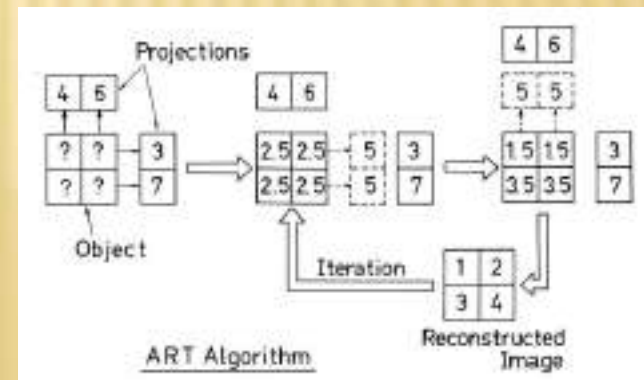 Projections
4 6
? ? 3
? ? 7
Object
4 6
2.5 2.5 5 3
2.5 2.5 5 7
4 6
5 5
1.5 1.5 3
3.5 3.5 7
Iteration
1 2
3 4
Reconstructed
Image
ART Algorithm